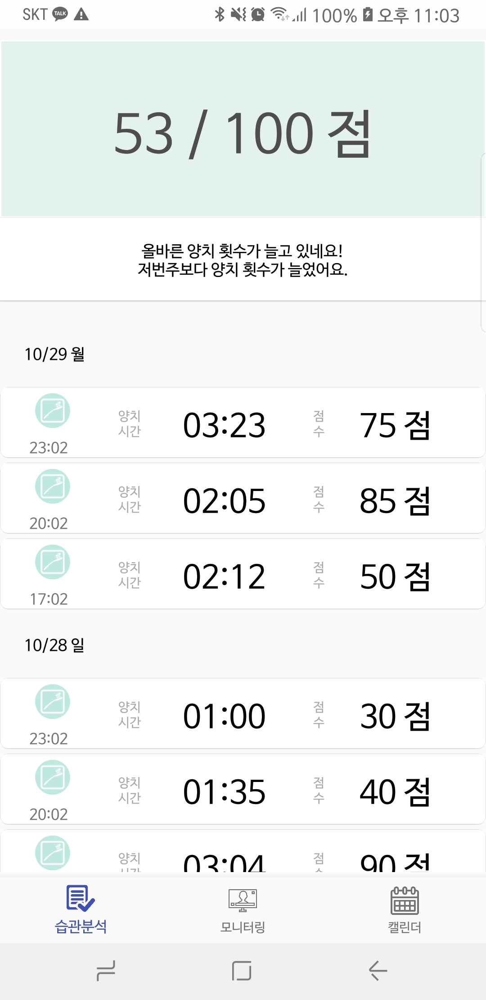 SKT TALK 100% 오후 11:03
53 / 100 점
올바른 양치 횟수가 늘고 있네요!
저번주보다 양치 횟수가 늘었어요.
10/29 월
양치 시간 03:23 점수 75 점
23:02
양치 시간 02:05 점수 85 점
20:02
양치 시간 02:12 점수 50 점
17:02
10/28 일
양치 시간 01:00 점수 30 점
23:02
양치 시간 01:35 점수 40 점
20:02
양치 시간 03:04 점수 90 점
습관분석 모니터링 캘린더